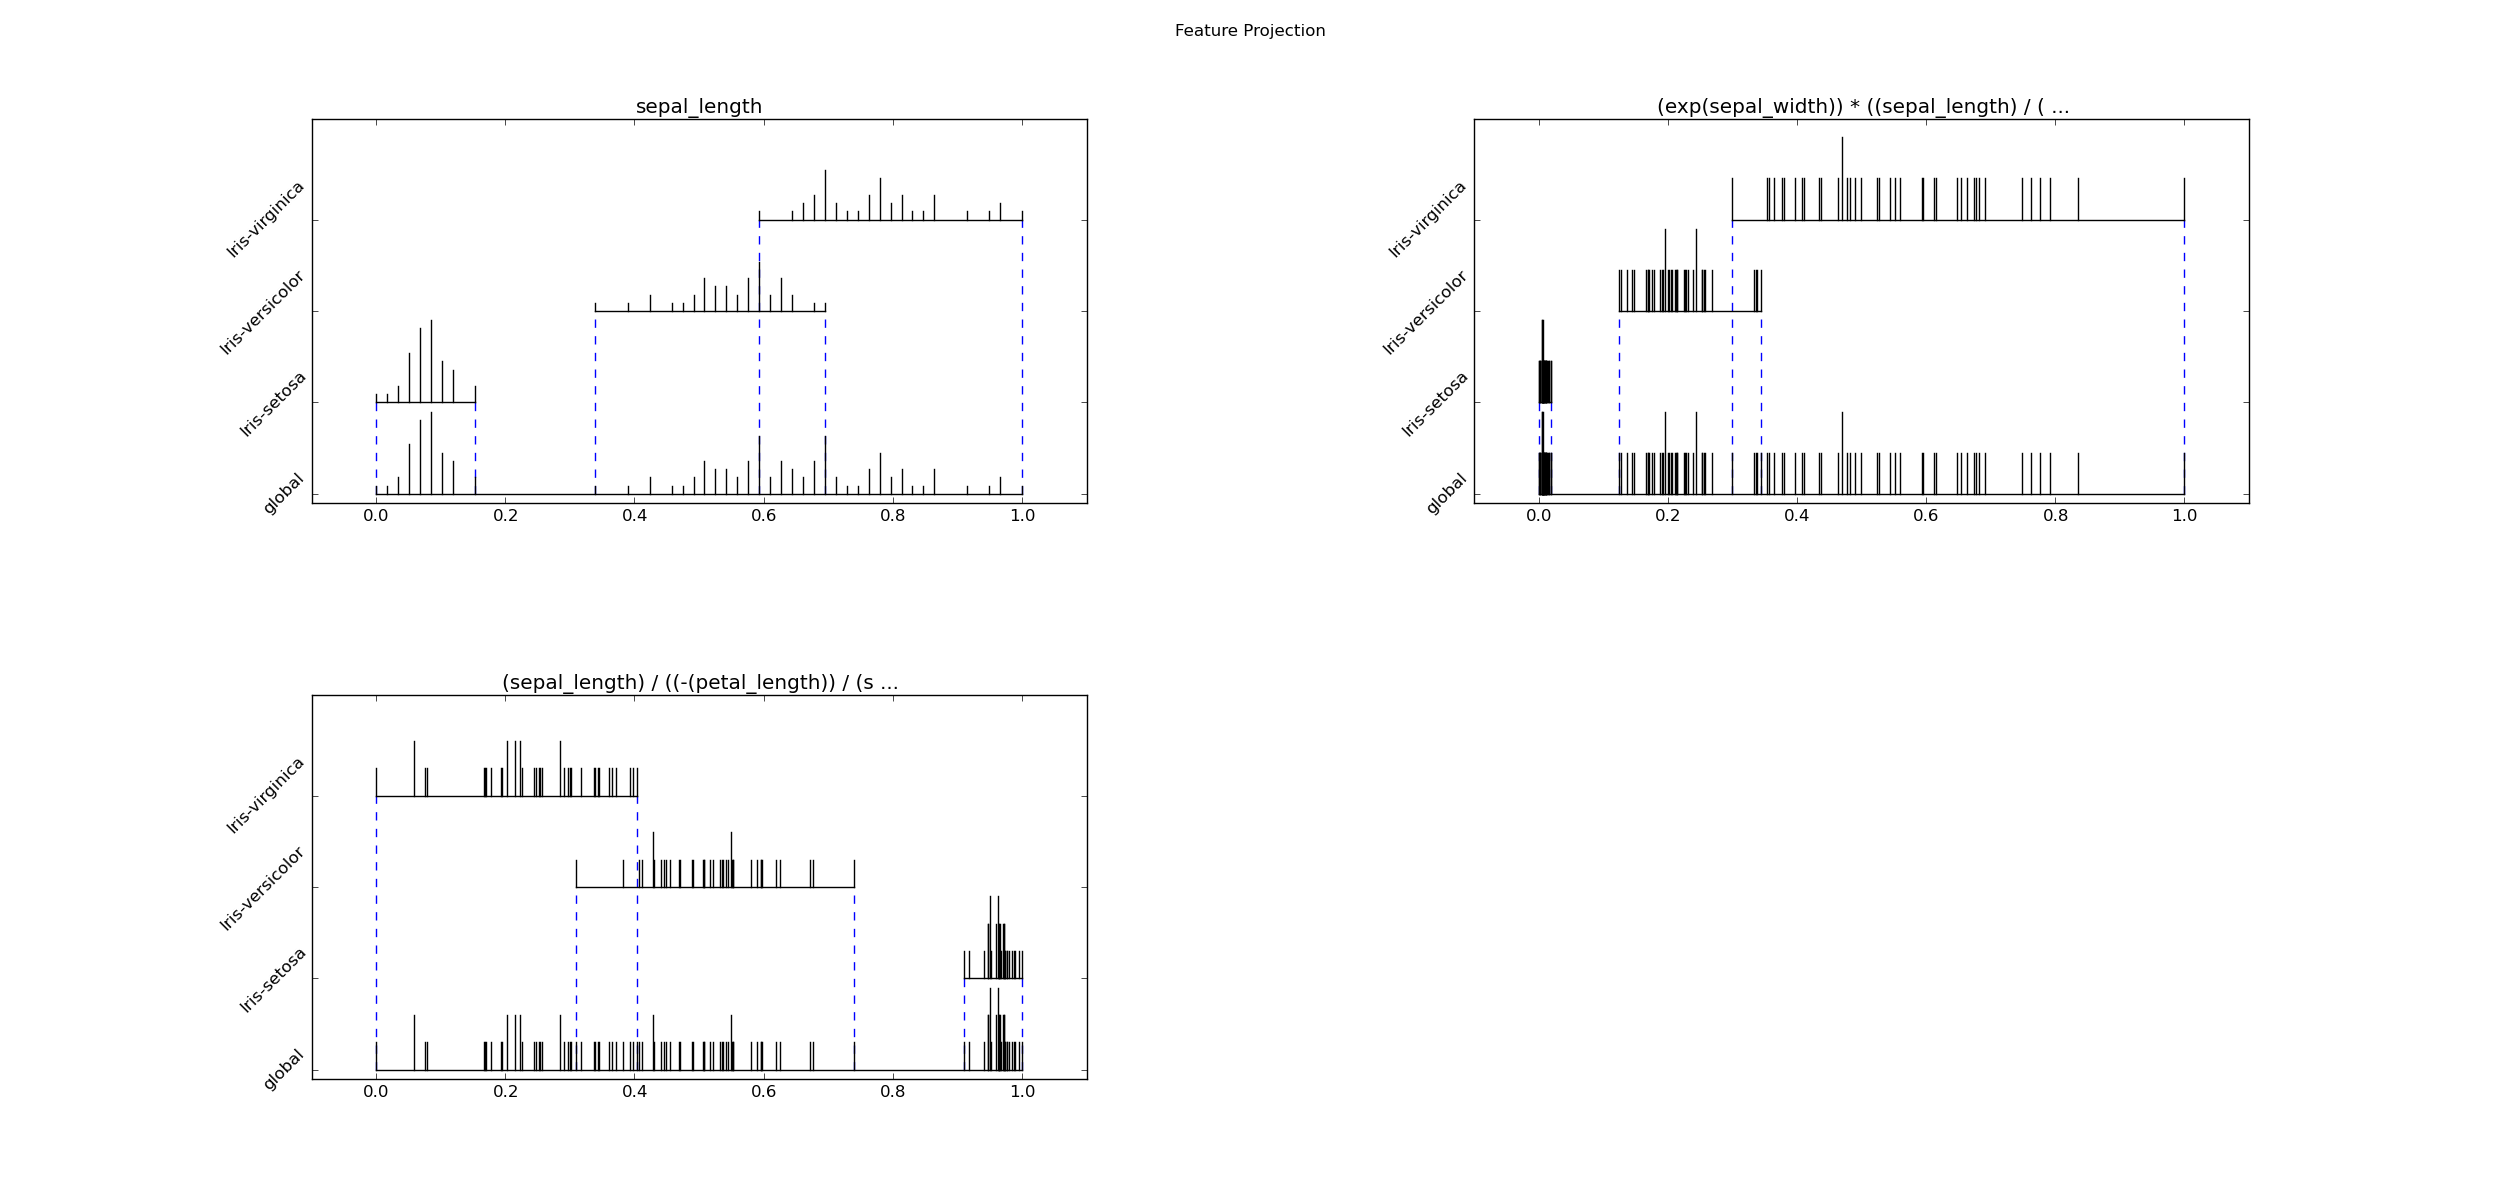 Feature Projection
sepal_length
Iris-virginica
Iris-versicolor
Iris-setosa
global
0.0 0.2 0.4 0.6 0.8 1.0
(exp(sepal_width)) * ((sepal_length) / ( ...
Iris-virginica
Iris-versicolor
Iris-setosa
global
0.0 0.2 0.4 0.6 0.8 1.0
(sepal_length) / ((-(petal_length)) / (s ...
Iris-virginica
Iris-versicolor
Iris-setosa
global
0.0 0.2 0.4 0.6 0.8 1.0